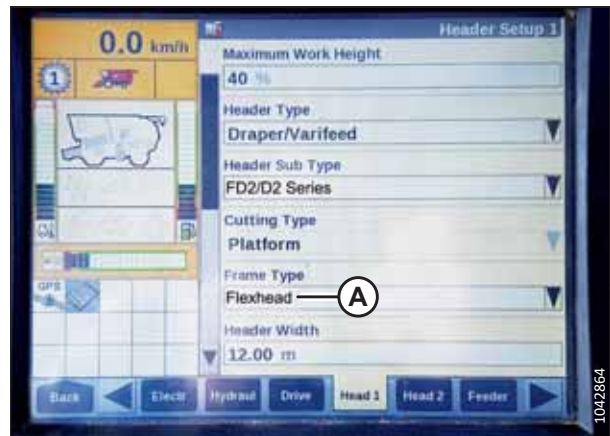 0.0 km/h
Header Setup 1
Maximum Work Height
40 %
1
Header Type
Draper/Varifeed
Header Sub Type
FD2/D2 Series
Cutting Type
Platform
Frame Type
GPS
Flexhead
A
Header Width
12.00 m
Back
Electr
Hydraul
Drive
Head 1
Head 2
Feeder
1042864